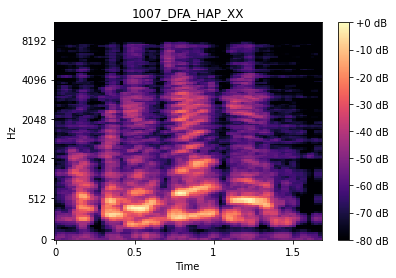 1007_DFA_HAP_XX
+0 dB
8192
-10 dB
4096
-20 dB
-30 dB
2048
Hz
-40 dB
1024
-50 dB
512
-60 dB
-70 dB
0
-80 dB
0 0.5 1 1.5
Time